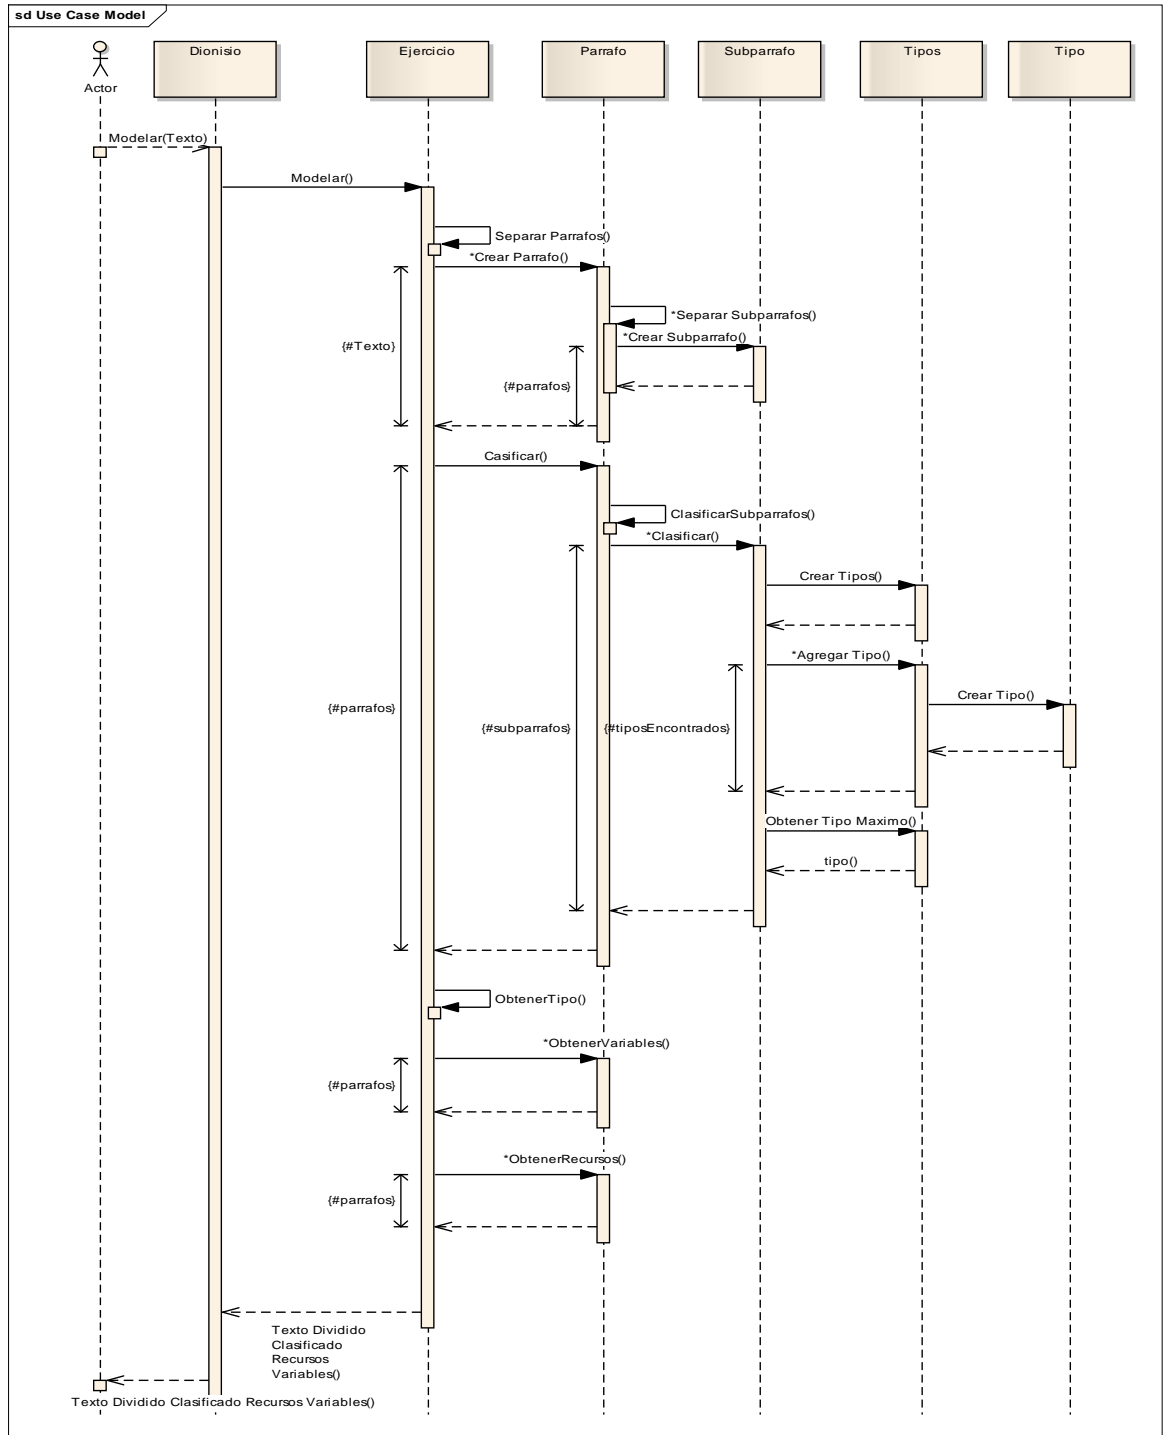 sd Use Case Model
Actor
Dionisio
Ejercicio
Parrafo
Subparrafo
Tipos
Tipo
Modelar(Texto)
Modelar()
Separar Parrafos()
*Crear Parrafo()
*Separar Subparrafos()
*Crear Subparrafo()
{#Texto}
{#parrafos}
Casificar()
ClasificarSubparrafos()
*Clasificar()
Crear Tipos()
*Agregar Tipo()
Crear Tipo()
{#parrafos}
{#subparrafos}
{#tiposEncontrados}
Obtener Tipo Maximo()
tipo()
ObtenerTipo()
*ObtenerVariables()
{#parrafos}
*ObtenerRecursos()
{#parrafos}
Texto Dividido
Clasificado
Recursos
Variables()
Texto Dividido Clasificado Recursos Variables()